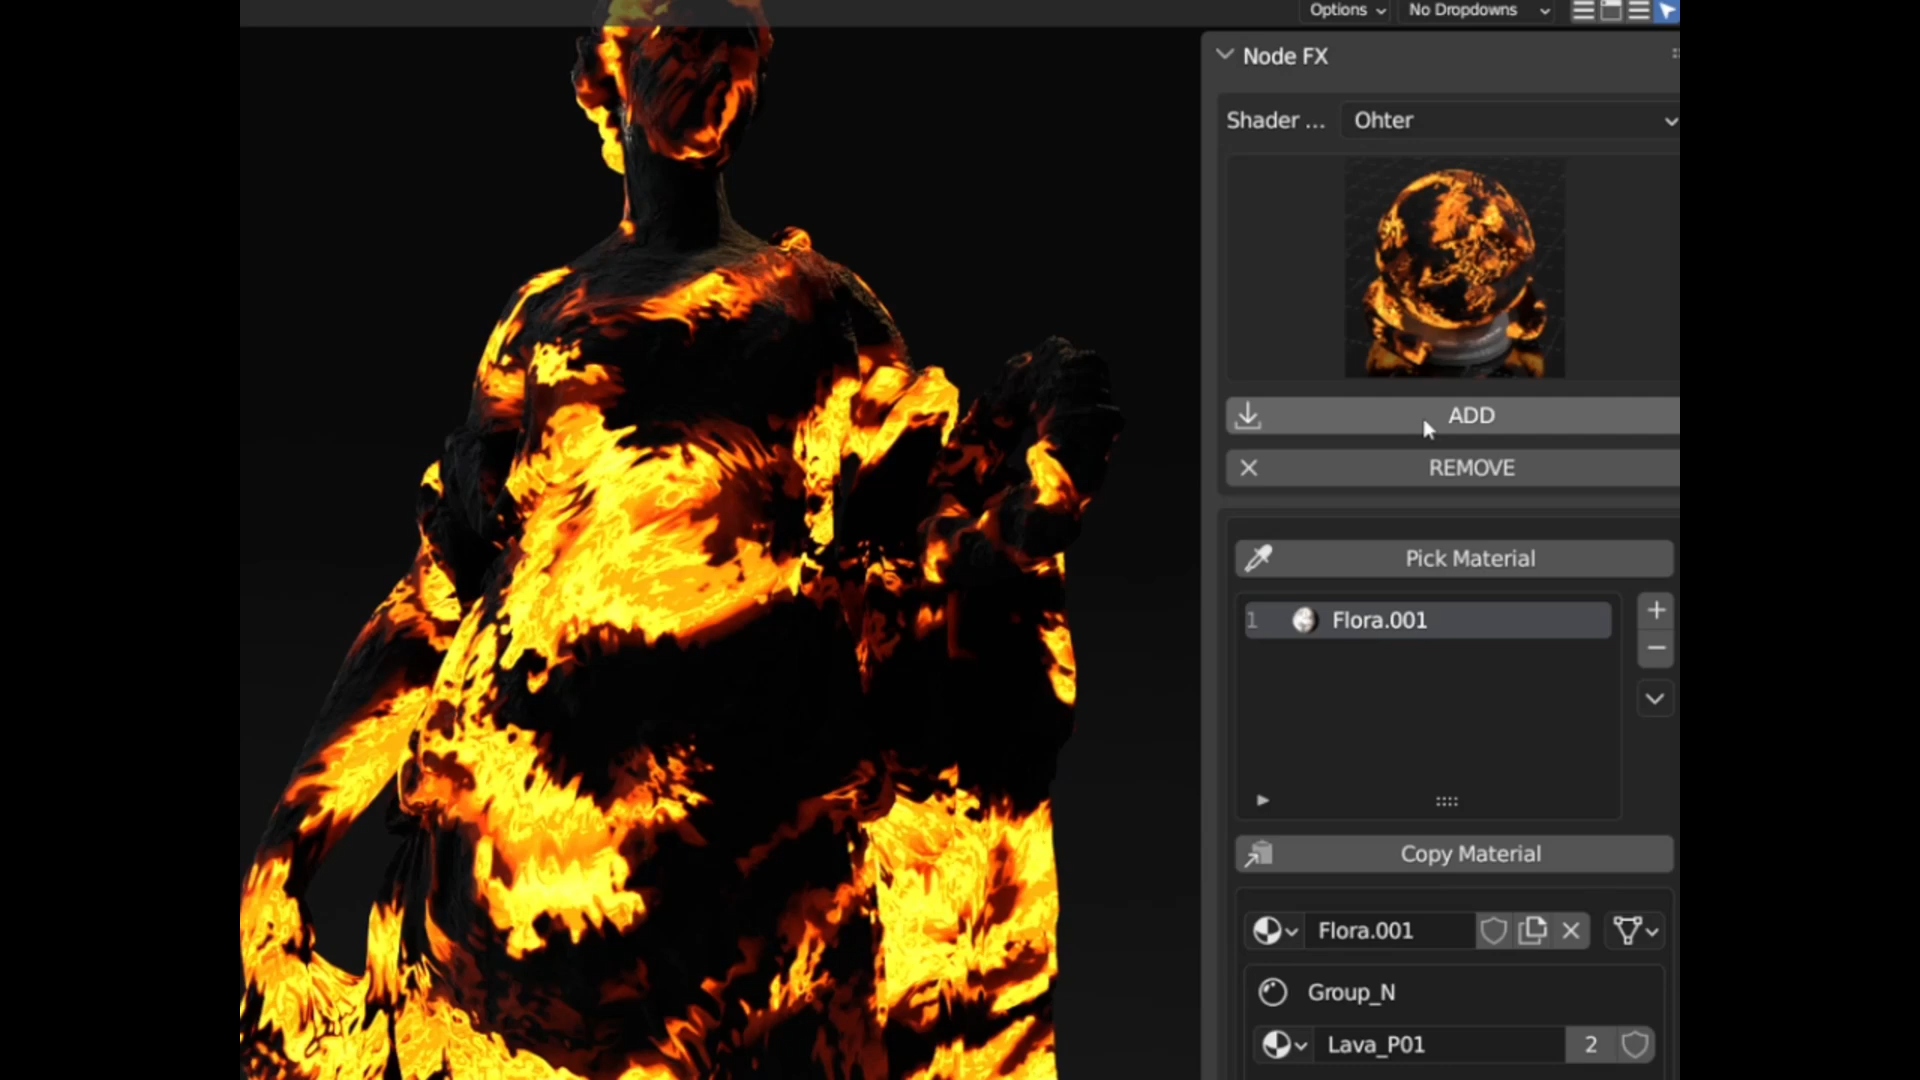 Options
No Dropdowns
Node FX
Shader ...
Ohter
ADD
REMOVE
Pick Material
1
Flora.001
Copy Material
Flora.001
Group_N
Lava_P01
2